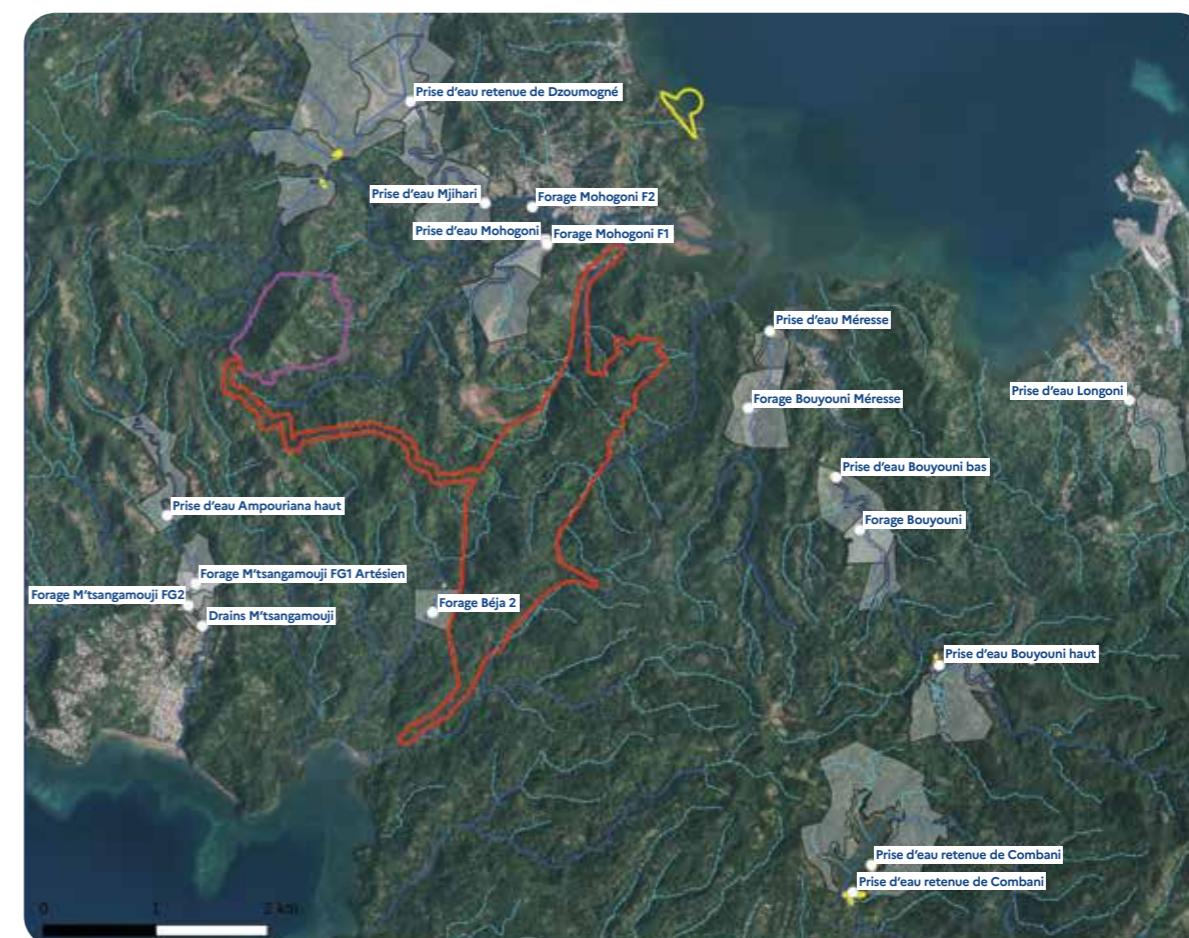 Prise d'eau retenue de Dzoumogné
Prise d'eau Mjihari
Forage Mohogoni F2
Prise d'eau Mohogoni
Forage Mohogoni F1
Prise d'eau Méresse
Forage Bouyouni Méresse
Prise d'eau Longoni
Prise d'eau Bouyouni bas
Prise d'eau Ampouriana haut
Forage Bouyouni
Forage M'tsangamouji FG1 Artésien
Forage M'tsangamouji FG2
Forage Béja 2
Drains M'tsangamouji
Prise d'eau Bouyouni haut
Prise d'eau retenue de Combani
Prise d'eau retenue de Combani
0 1 2 km